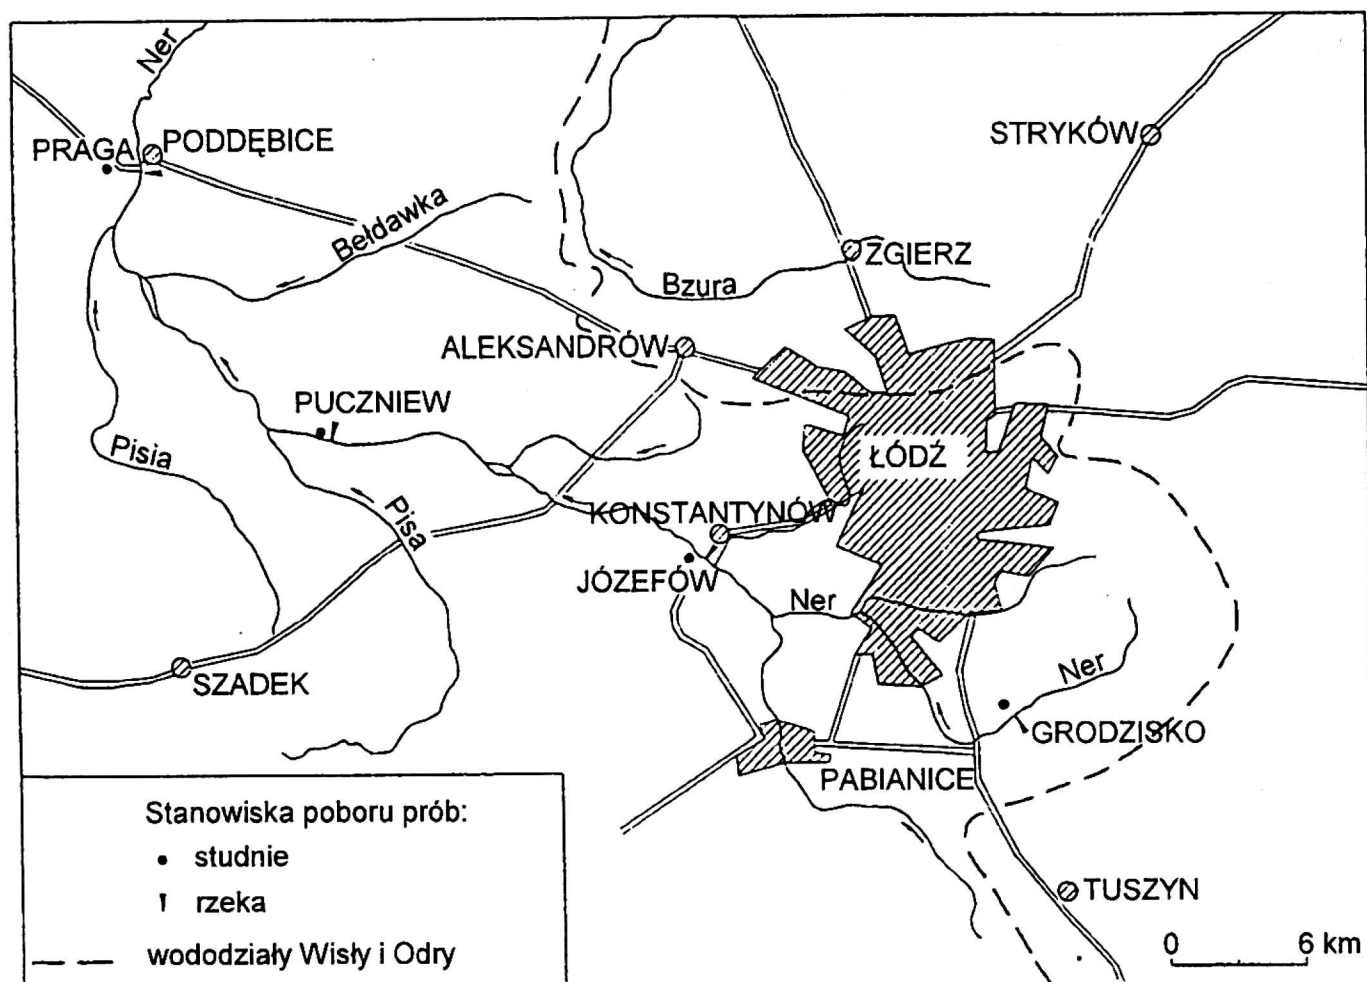 Ner
PRAGA
PODDĘBICE
STRYKÓW
Bełdawka
ZGIERZ
Bzura
ALEKSANDRÓW
PUCZNIEW
Pisia
ŁÓDŹ
Pisa
KONSTANTYNÓW
JÓZEFÓW
Ner
SZADEK
Ner
GRODZISKO
PABIANICE
TUSZYN
Stanowiska poboru prób:
studnie
rzeka
wododziały Wisły i Odry
0 6 km